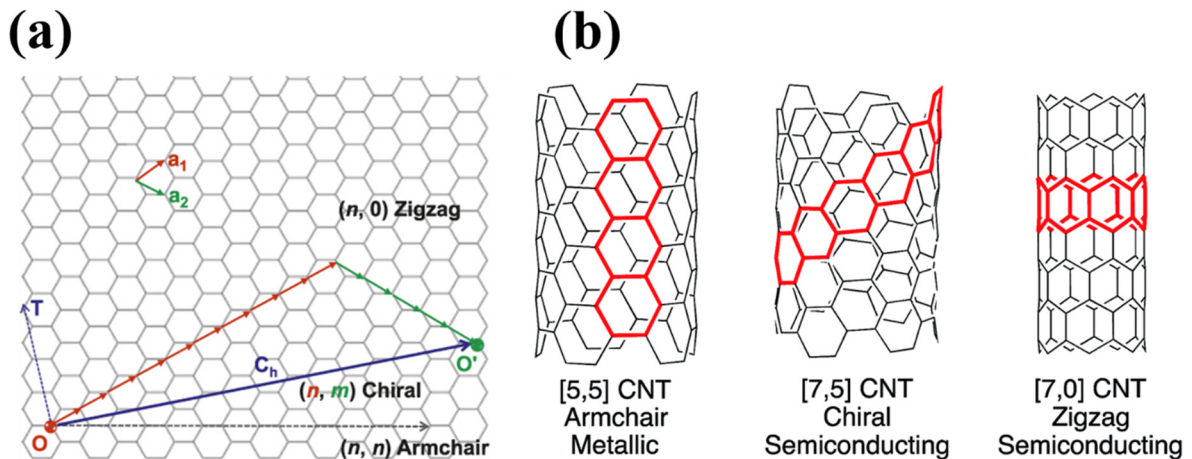 (a)
(b)
a1
a2
(n, 0) Zigzag
T
Ch
O'
(n, m) Chiral
O
(n, n) Armchair
[5,5] CNT
Armchair
Metallic
[7,5] CNT
Chiral
Semiconducting
[7,0] CNT
Zigzag
Semiconducting